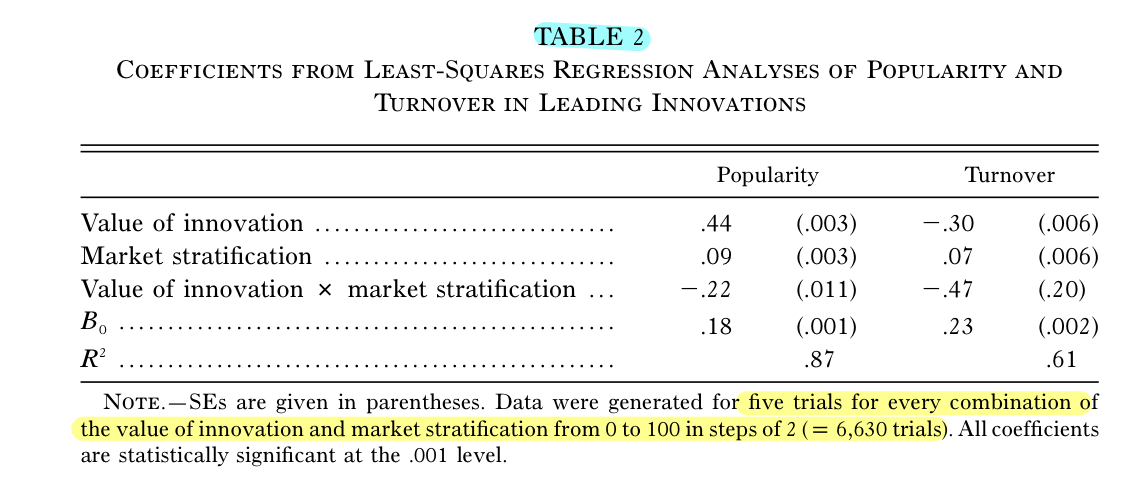 TABLE 2
Coefficients from Least-Squares Regression Analyses of Popularity and
Turnover in Leading Innovations
Popularity Turnover
Value of innovation .............................. .44 (.003) −.30 (.006)
Market stratification ............................. .09 (.003) .07 (.006)
Value of innovation × market stratification ... −.22 (.011) −.47 (.20)
B₀ .................................................. .18 (.001) .23 (.002)
R² .................................................. .87 .61
Note.—SEs are given in parentheses. Data were generated for five trials for every combination of
the value of innovation and market stratification from 0 to 100 in steps of 2 (= 6,630 trials). All coefficients
are statistically significant at the .001 level.